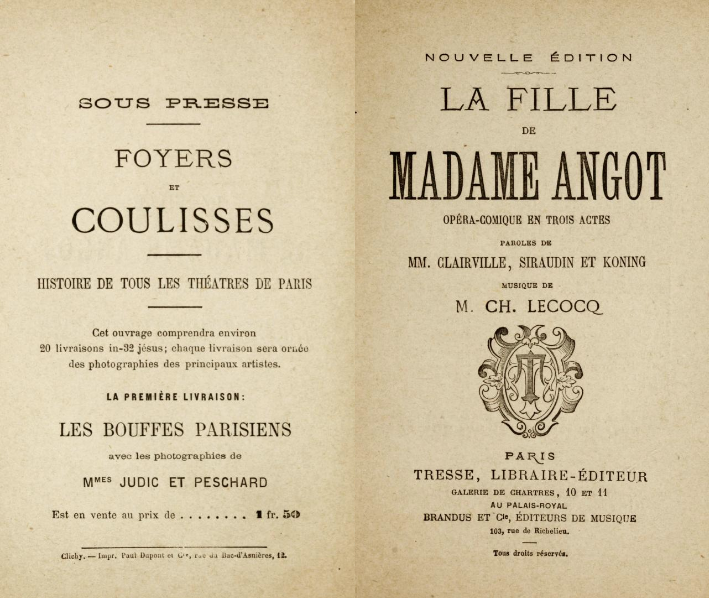 SOUS PRESSE
FOYERS
ET
COULISSES
HISTOIRE DE TOUS LES THÉATRES DE PARIS
Cet ouvrage comprendra environ
20 livraisons in-32 jésus; chaque livraison sera ornée
des photographies des principaux artistes.
LA PREMIÈRE LIVRAISON:
LES BOUFFES PARISIENS
avec les photographies de
MMES JUDIC ET PESCHARD
Est en vente au prix de . . . . . . . . 1 fr. 50
Clichy. — Impr. Paul Dupont et Cie, rue du Bac-d'Asnières, 12.
NOUVELLE ÉDITION
LA FILLE
DE
MADAME ANGOT
OPÉRA-COMIQUE EN TROIS ACTES
PAROLES DE
MM. CLAIRVILLE, SIRAUDIN ET KONING
MUSIQUE DE
M. CH. LECOCQ
T
PARIS
TRESSE, LIBRAIRE-ÉDITEUR
GALERIE DE CHARTRES, 10 ET 11
AU PALAIS-ROYAL
BRANDUS ET Cie, ÉDITEURS DE MUSIQUE
103, rue de Richelieu.
Tous droits réservés.